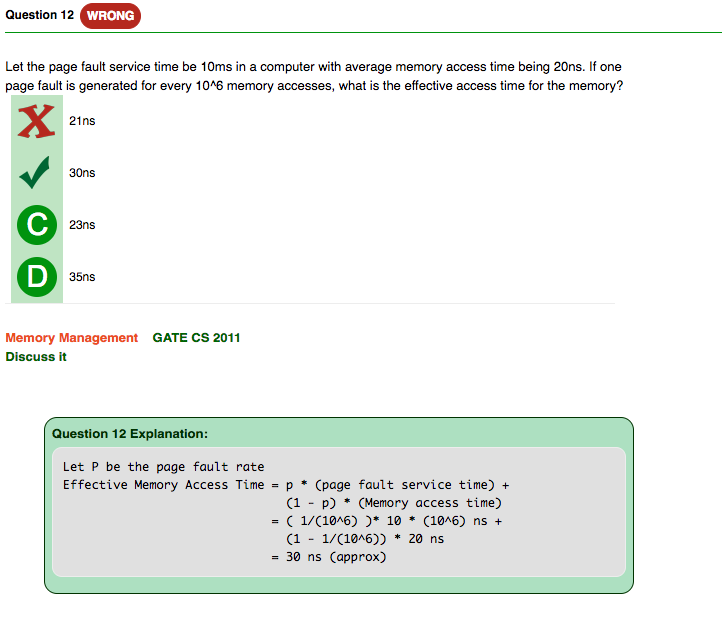 Question 12 WRONG
Let the page fault service time be 10ms in a computer with average memory access time being 20ns. If one
page fault is generated for every 10^6 memory accesses, what is the effective access time for the memory?
X 21ns
✓ 30ns
C 23ns
D 35ns
Memory Management GATE CS 2011
Discuss it
Question 12 Explanation:
Let P be the page fault rate
Effective Memory Access Time = p * (page fault service time) +
(1 - p) * (Memory access time)
= ( 1/(10^6) )* 10 * (10^6) ns +
(1 - 1/(10^6)) * 20 ns
= 30 ns (approx)